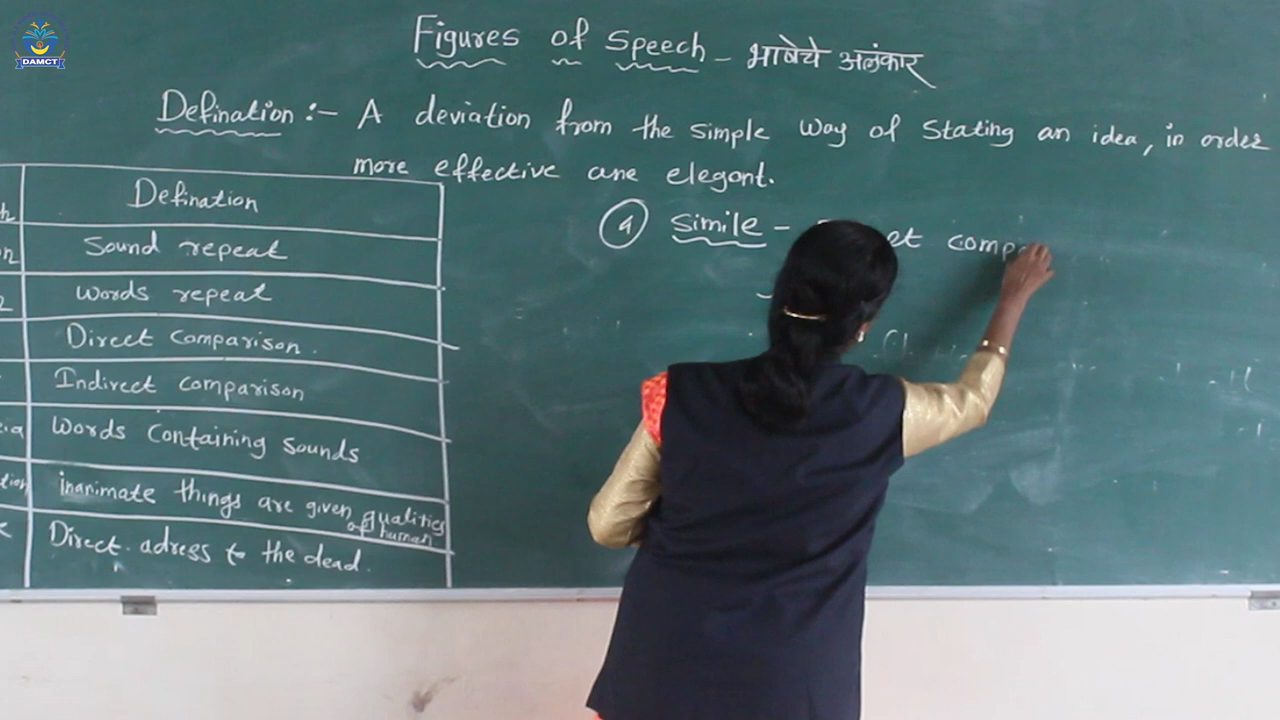 DAMCT
Figures of Speech - भाषेचे अलंकार
Defination :- A deviation from the simple way of stating an idea, in order
more effective ane elegant.
Defination
Sound repeat
Words repeat
Direct comparison.
Indirect comparison
Words Containing sounds
inanimate things are given qualities
of human
Direct. adress to the dead.
④ Simile -